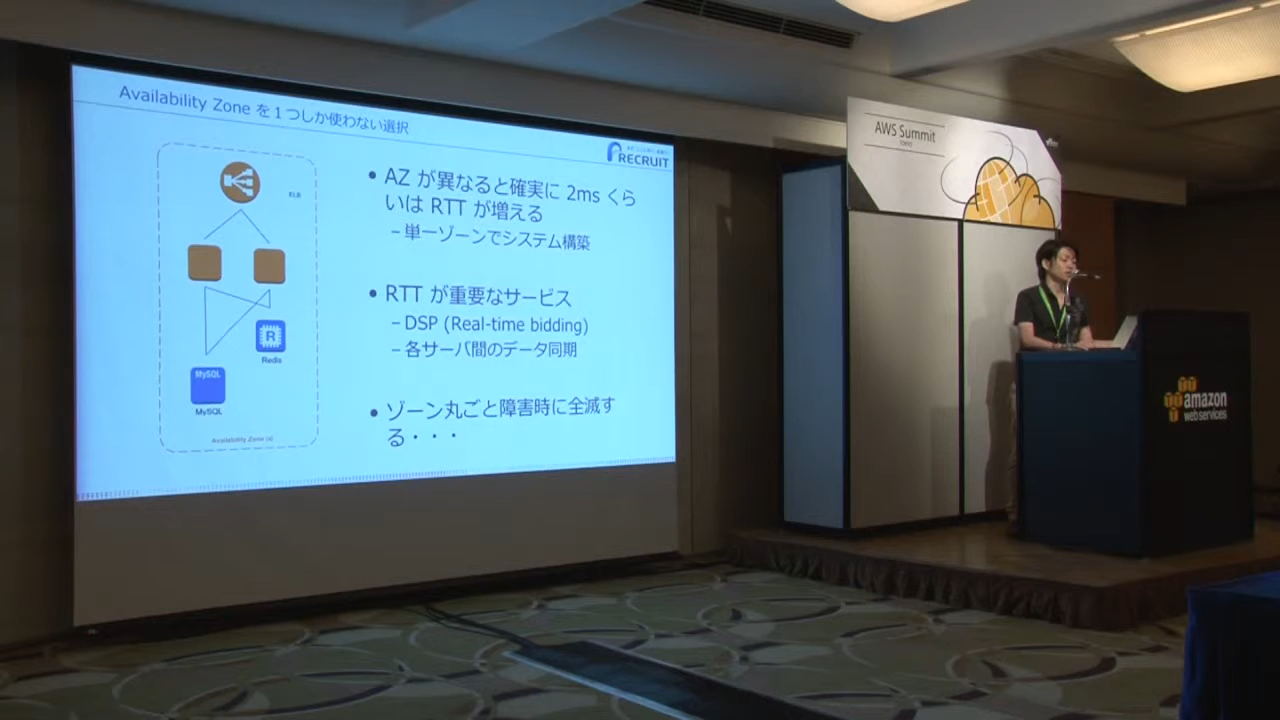 Availability Zone を１つしか使わない選択
RECRUIT
ELB
Redis
MySQL
MySQL
Availability Zone (a)
• AZ が異なると確実に 2ms くら
いは RTT が増える
– 単一ゾーンでシステム構築
• RTT が重要なサービス
– DSP (Real-time bidding)
– 各サーバ間のデータ同期
• ゾーン丸ごと障害時に全滅す
る・・・
AWS Summit
TOKYO
amazon
web services